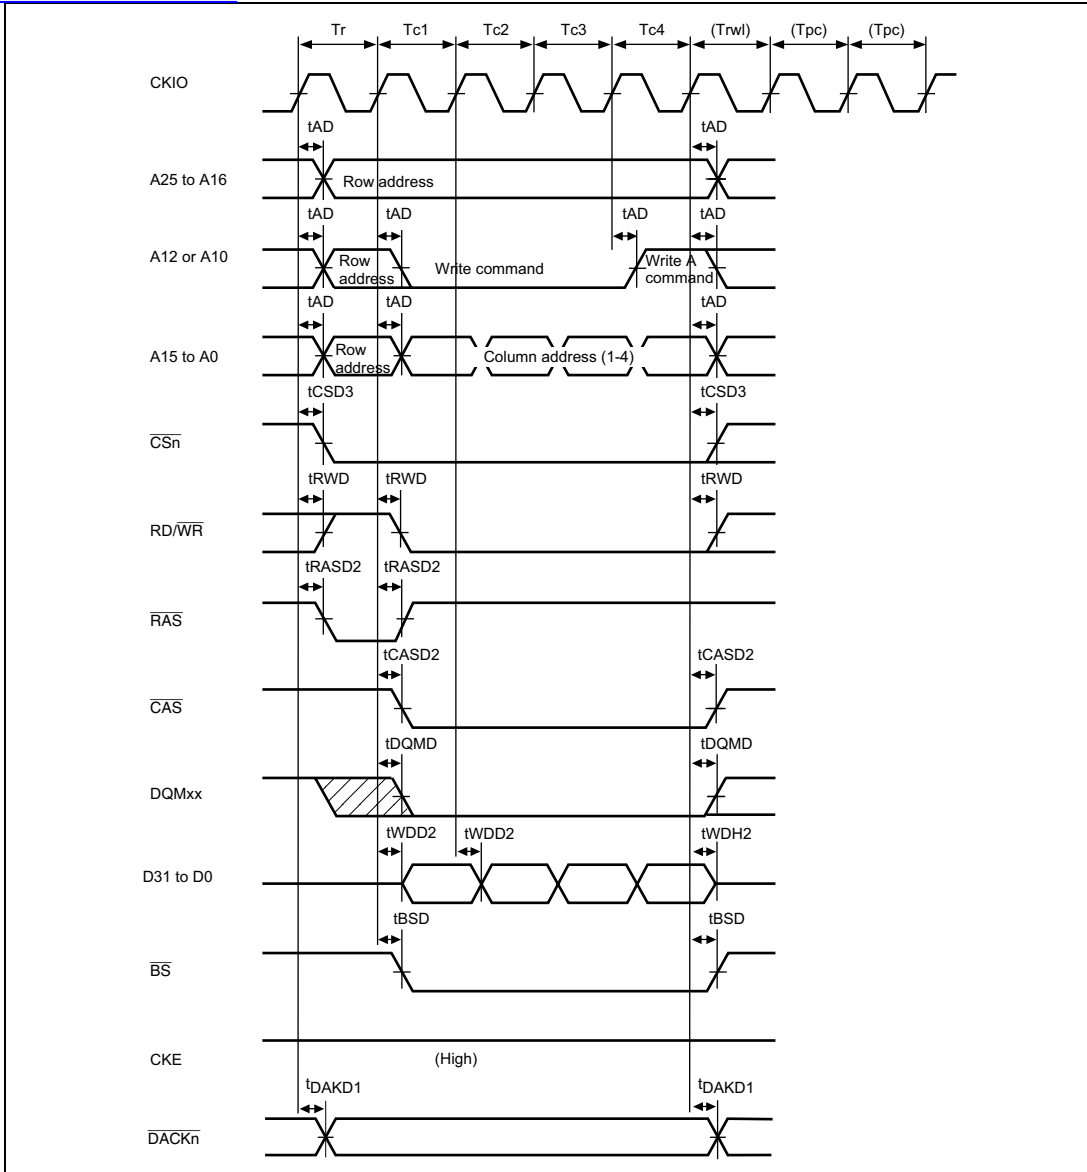 Tr Tc1 Tc2 Tc3 Tc4 (Trwl) (Tpc) (Tpc)
CKIO
tAD tAD
A25 to A16 Row address
tAD tAD tAD tAD
A12 or A10 Row address Write command Write A command
tAD tAD tAD
A15 to A0 Row address Column address (1-4)
tCSD3 tCSD3
CSn
tRWD tRWD tRWD
RD/WR
tRASD2 tRASD2
RAS
tCASD2 tCASD2
CAS
tDQMD tDQMD
DQMxx
tWDD2 tWDD2 tWDH2
D31 to D0
tBSD tBSD
BS
CKE (High)
tDAKD1 tDAKD1
DACKn